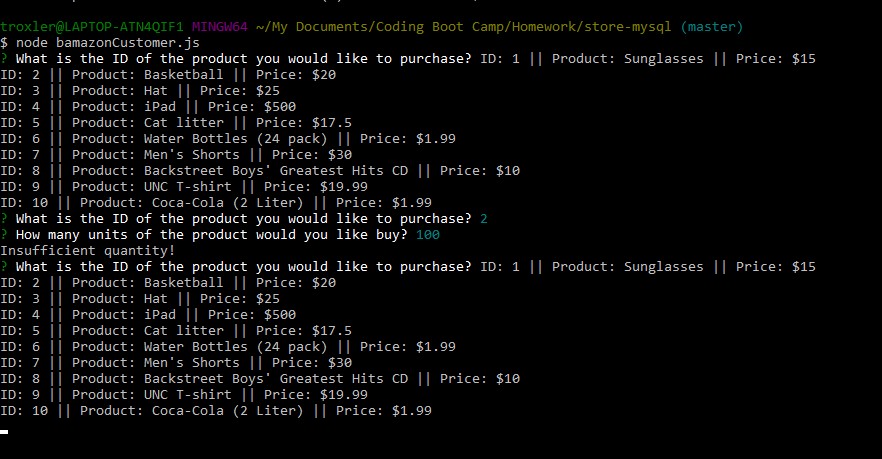 troxler@LAPTOP-ATN4QIF1 MINGW64 ~/My Documents/Coding Boot Camp/Homework/store-mysql (master)
$ node bamazonCustomer.js
? What is the ID of the product you would like to purchase? ID: 1 || Product: Sunglasses || Price: $15
ID: 2 || Product: Basketball || Price: $20
ID: 3 || Product: Hat || Price: $25
ID: 4 || Product: iPad || Price: $500
ID: 5 || Product: Cat litter || Price: $17.5
ID: 6 || Product: Water Bottles (24 pack) || Price: $1.99
ID: 7 || Product: Men's Shorts || Price: $30
ID: 8 || Product: Backstreet Boys' Greatest Hits CD || Price: $10
ID: 9 || Product: UNC T-shirt || Price: $19.99
ID: 10 || Product: Coca-Cola (2 Liter) || Price: $1.99
? What is the ID of the product you would like to purchase? 2
? How many units of the product would you like buy? 100
Insufficient quantity!
? What is the ID of the product you would like to purchase? ID: 1 || Product: Sunglasses || Price: $15
ID: 2 || Product: Basketball || Price: $20
ID: 3 || Product: Hat || Price: $25
ID: 4 || Product: iPad || Price: $500
ID: 5 || Product: Cat litter || Price: $17.5
ID: 6 || Product: Water Bottles (24 pack) || Price: $1.99
ID: 7 || Product: Men's Shorts || Price: $30
ID: 8 || Product: Backstreet Boys' Greatest Hits CD || Price: $10
ID: 9 || Product: UNC T-shirt || Price: $19.99
ID: 10 || Product: Coca-Cola (2 Liter) || Price: $1.99